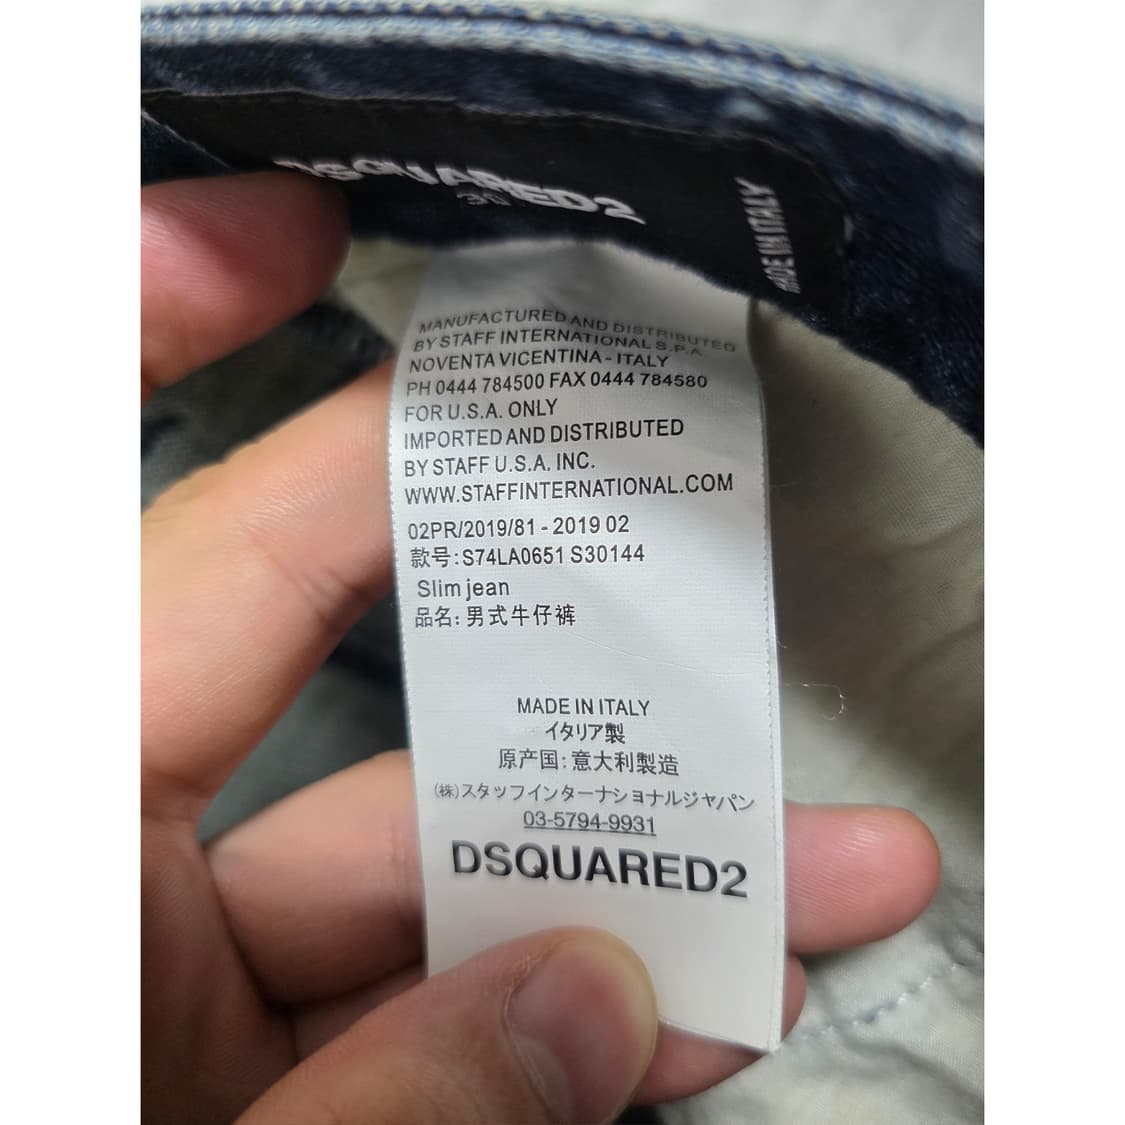 DSQUARED2
30
MADE IN ITALY
MANUFACTURED AND DISTRIBUTED
BY STAFF INTERNATIONAL S.P.A.
NOVENTA VICENTINA - ITALY
PH 0444 784500 FAX 0444 784580
FOR U.S.A. ONLY
IMPORTED AND DISTRIBUTED
BY STAFF U.S.A. INC.
WWW.STAFFINTERNATIONAL.COM
02PR/2019/81 - 2019 02
款号: S74LA0651 S30144
Slim jean
品名: 男式牛仔裤
MADE IN ITALY
イタリア製
原产国: 意大利製造
(株)スタッフインターナショナルジャパン
03-5794-9931
DSQUARED2